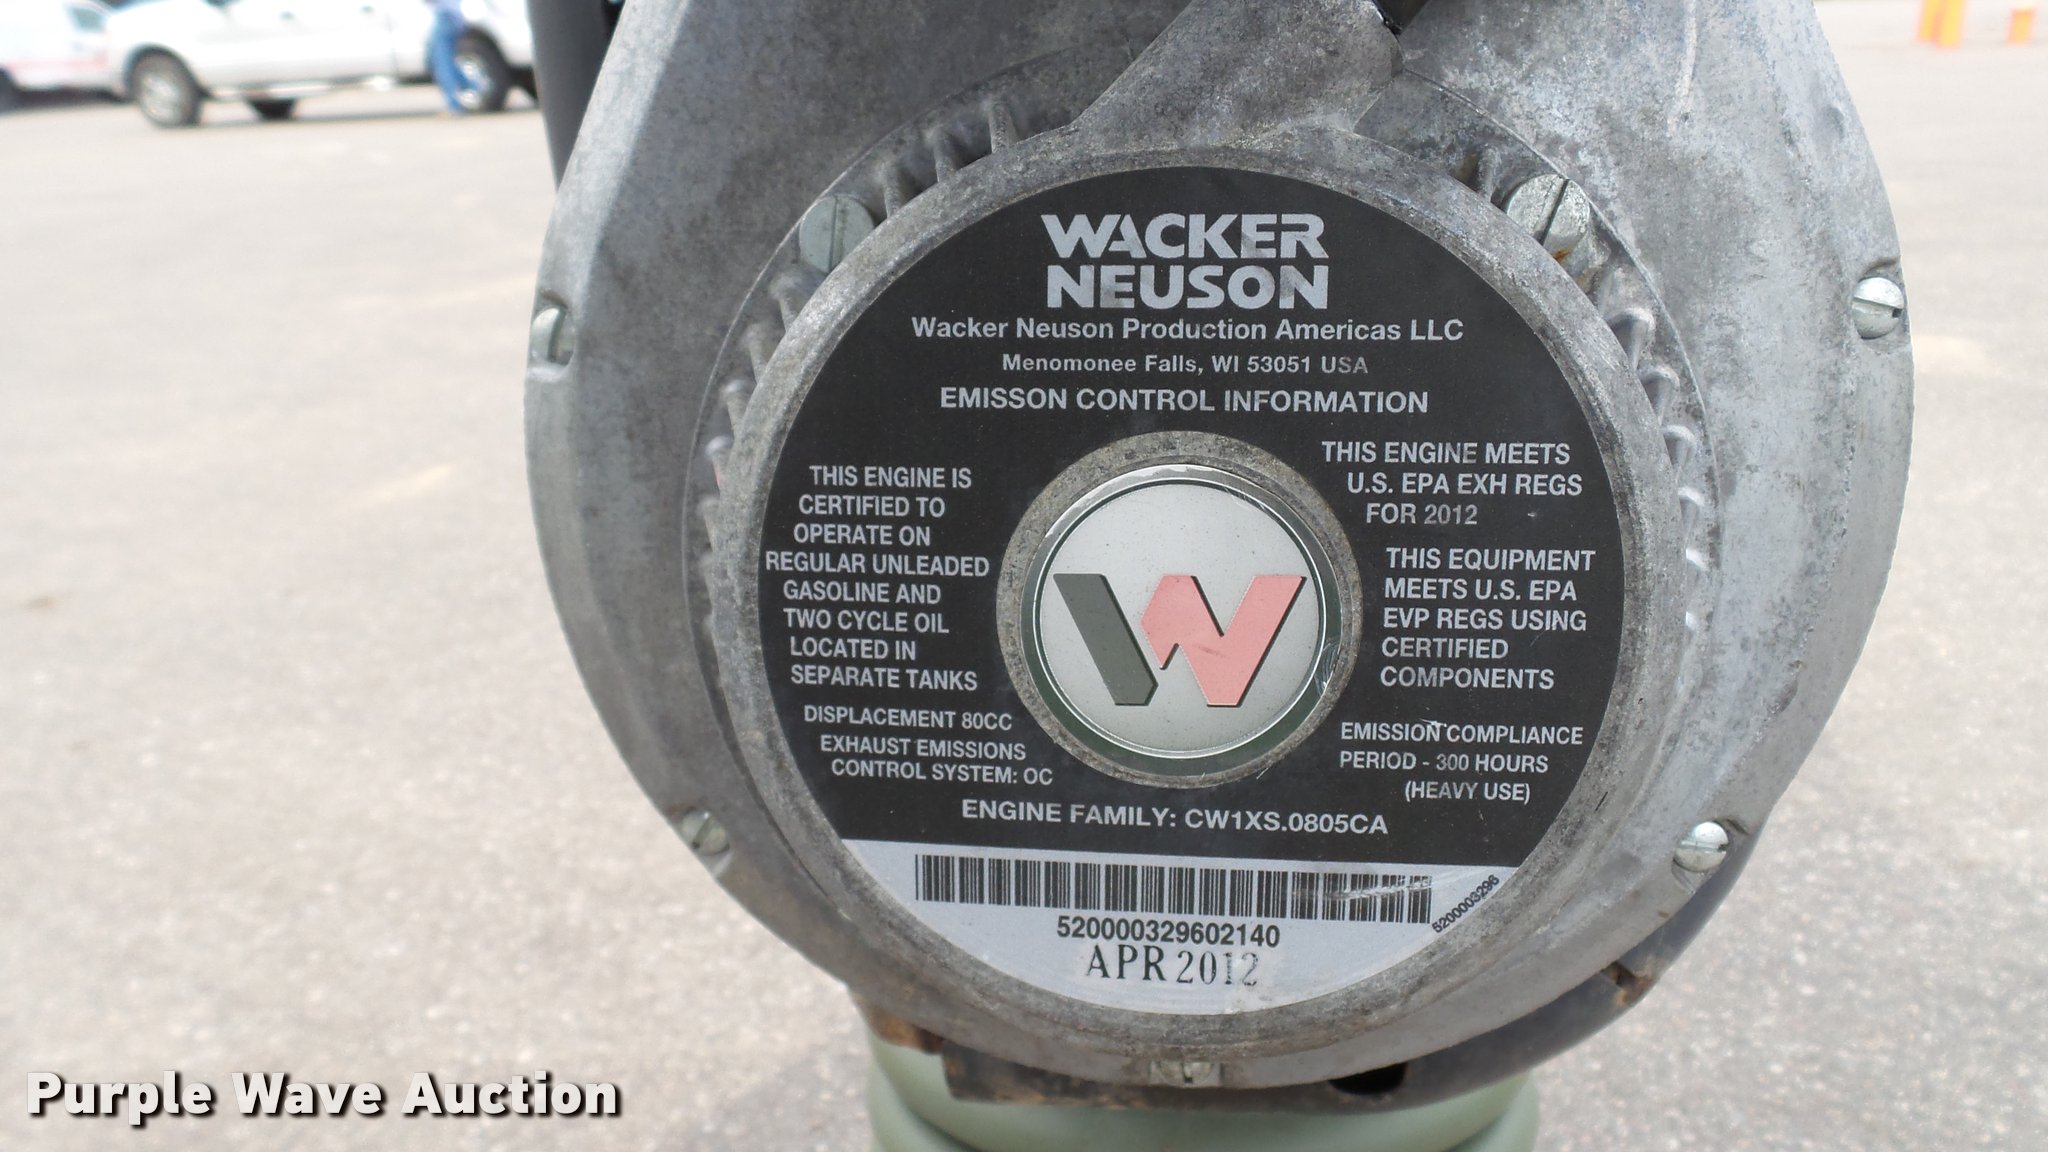 WACKER
NEUSON
Wacker Neuson Production Americas LLC
Menomonee Falls, WI 53051 USA
EMISSON CONTROL INFORMATION
THIS ENGINE IS
CERTIFIED TO
OPERATE ON
REGULAR UNLEADED
GASOLINE AND
TWO CYCLE OIL
LOCATED IN
SEPARATE TANKS
DISPLACEMENT 80CC
EXHAUST EMISSIONS
CONTROL SYSTEM: OC
THIS ENGINE MEETS
U.S. EPA EXH REGS
FOR 2012
THIS EQUIPMENT
MEETS U.S. EPA
EVP REGS USING
CERTIFIED
COMPONENTS
EMISSION COMPLIANCE
PERIOD - 300 HOURS
(HEAVY USE)
ENGINE FAMILY: CW1XS.0805CA
520000329602140
APR 2012
5200003296
Purple Wave Auction